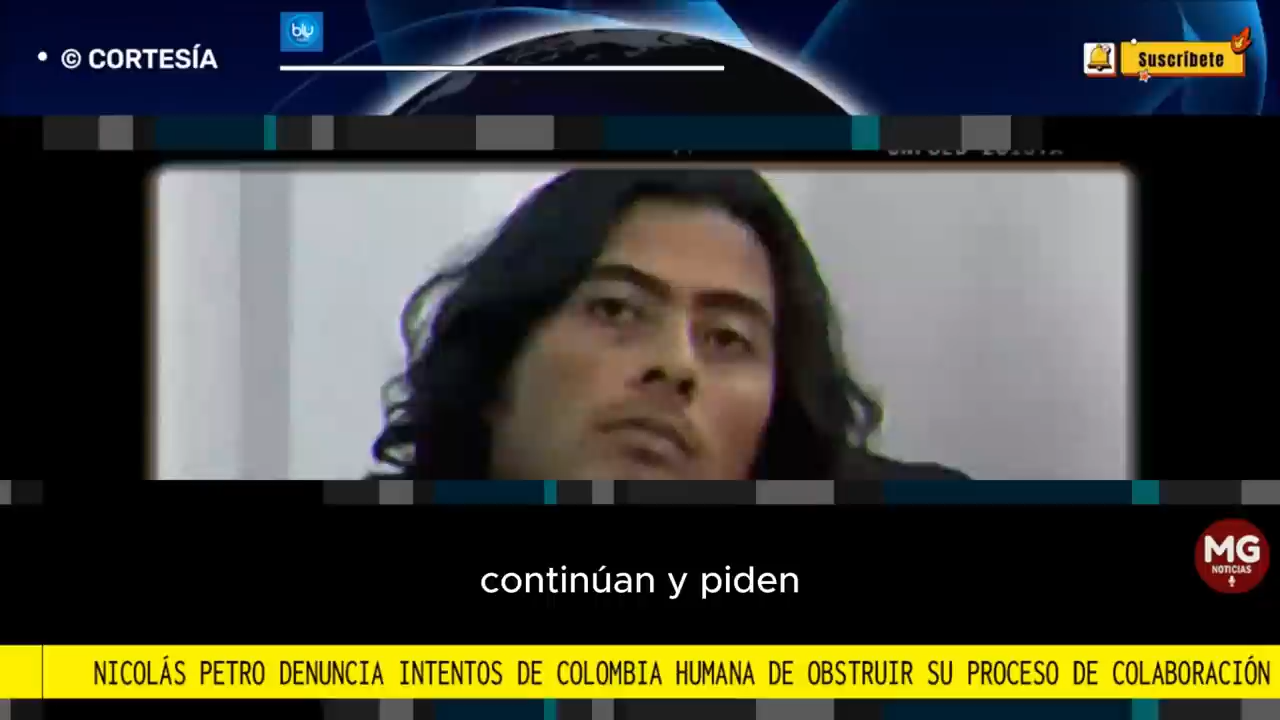 • © CORTESÍA
blu
Suscríbete
continúan y piden
MG
NOTICIAS
NICOLÁS PETRO DENUNCIA INTENTOS DE COLOMBIA HUMANA DE OBSTRUIR SU PROCESO DE COLABORACIÓN